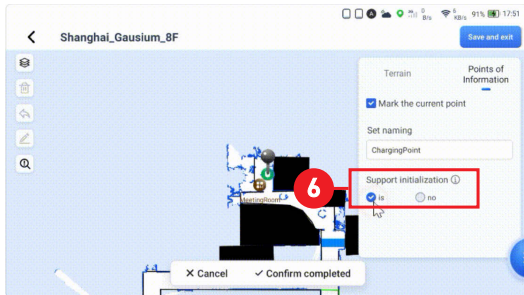 0 B/s 6 KB/s 91% 17:51
Shanghai_Gausium_8F
Save and exit
Terrain
Points of Information
Mark the current point
Set naming
ChargingPoint
Support initialization
is
no
6
MeetingRoom
Cancel
Confirm completed